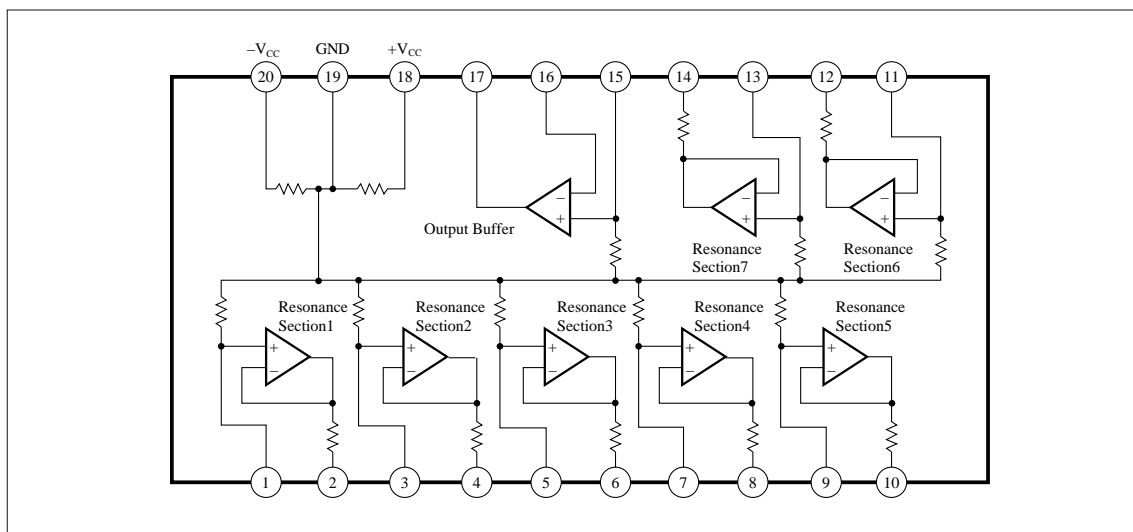 –VCC GND +VCC
20 19 18 17 16 15 14 13 12 11
–
+
–
+
–
+
Output Buffer
Resonance
Section7
Resonance
Section6
Resonance
Section1
Resonance
Section2
Resonance
Section3
Resonance
Section4
Resonance
Section5
+ + + + +
– – – – –
1 2 3 4 5 6 7 8 9 10